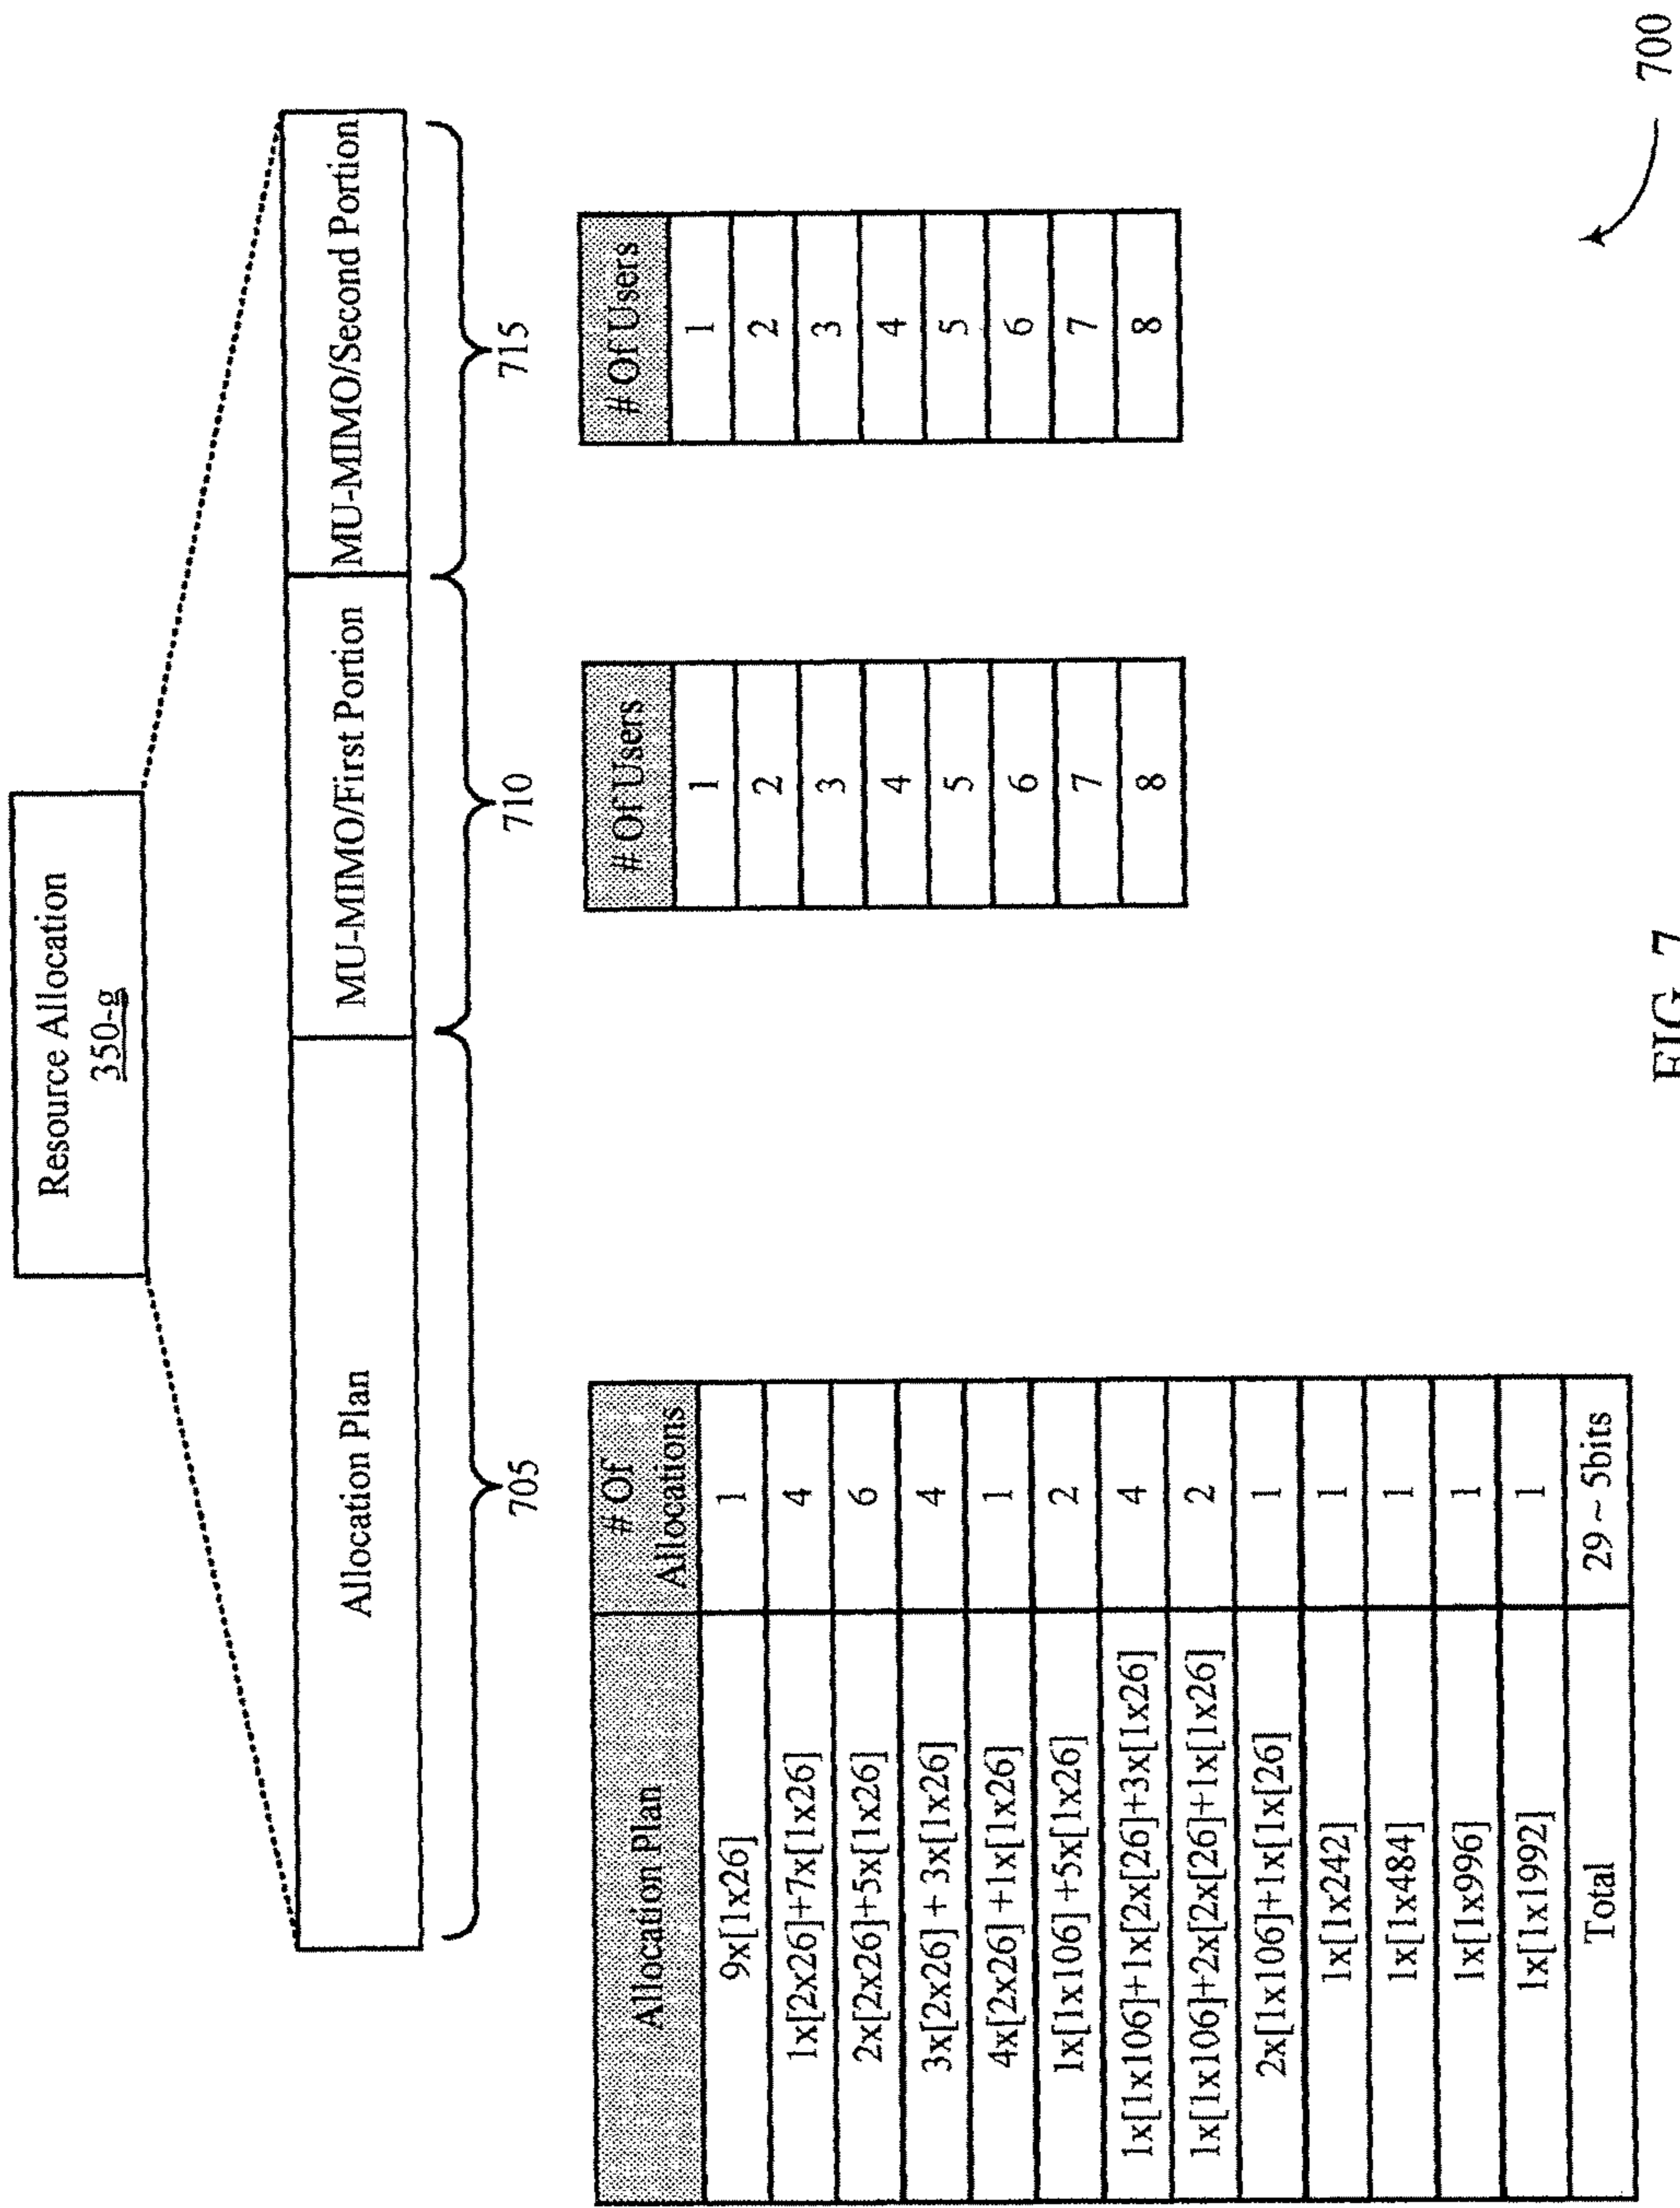 Resource Allocation
350-g
Allocation Plan
MU-MIMO/First Portion
MU-MIMO/Second Portion
705
710
715
Allocation Plan
# Of Allocations
9x[1x26]
1
1x[2x26]+7x[1x26]
4
2x[2x26]+5x[1x26]
6
3x[2x26] + 3x[1x26]
4
4x[2x26] +1x[1x26]
1
1x[1x106] +5x[1x26]
2
1x[1x106]+1x[2x[26]+3x[1x26]
4
1x[1x106]+2x[2x[26]+1x[1x26]
2
2x[1x106]+1x[1x[26]
1
1x[1x242]
1
1x[1x484]
1
1x[1x996]
1
1x[1x1992]
1
Total
29 ~ 5bits
# Of Users
1
2
3
4
5
6
7
8
# Of Users
1
2
3
4
5
6
7
8
700
FIG. 7